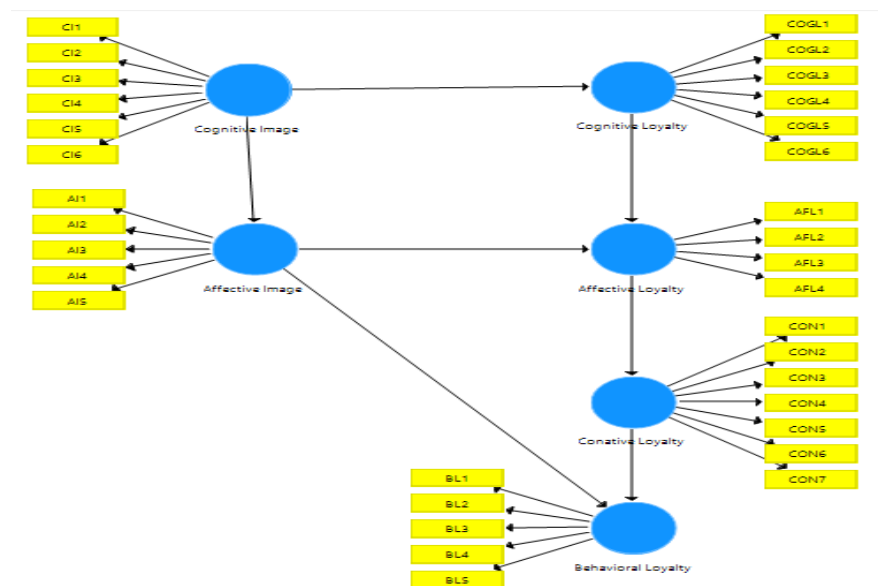 CI1
CI2
CI3
CI4
CI5
CI6
Cognitive Image
COGL1
COGL2
COGL3
COGL4
COGL5
COGL6
Cognitive Loyalty
AI1
AI2
AI3
AI4
AI5
Affective Image
AFL1
AFL2
AFL3
AFL4
Affective Loyalty
CON1
CON2
CON3
CON4
CON5
CON6
CON7
Conative Loyalty
BL1
BL2
BL3
BL4
BL5
Behavioral Loyalty